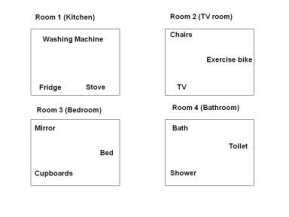 Room 1 (Kitchen)
Washing Machine
Fridge Stove
Room 2 (TV room)
Chairs
Exercise bike
TV
Room 3 (Bedroom)
Mirror
Bed
Cupboards
Room 4 (Bathroom)
Bath
Toilet
Shower